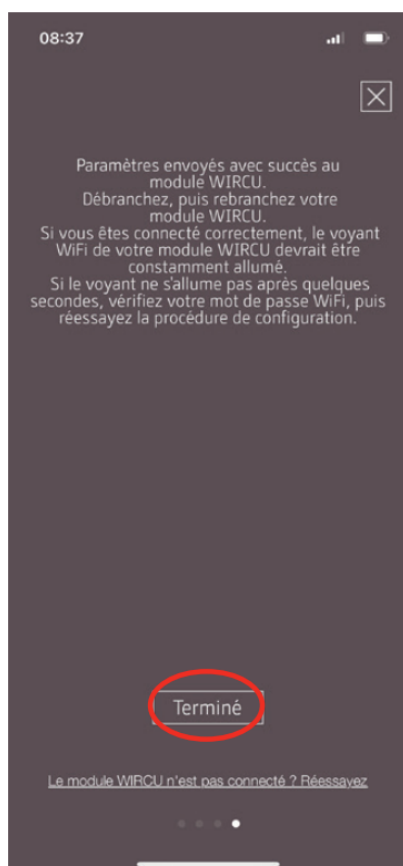 08:37
Paramètres envoyés avec succès au
module WIRCU.
Débranchez, puis rebranchez votre
module WIRCU.
Si vous êtes connecté correctement, le voyant
WiFi de votre module WIRCU devrait être
constamment allumé.
Si le voyant ne s'allume pas après quelques
secondes, vérifiez votre mot de passe WiFi, puis
réessayez la procédure de configuration.
Terminé
Le module WIRCU n'est pas connecté ? Réessayez